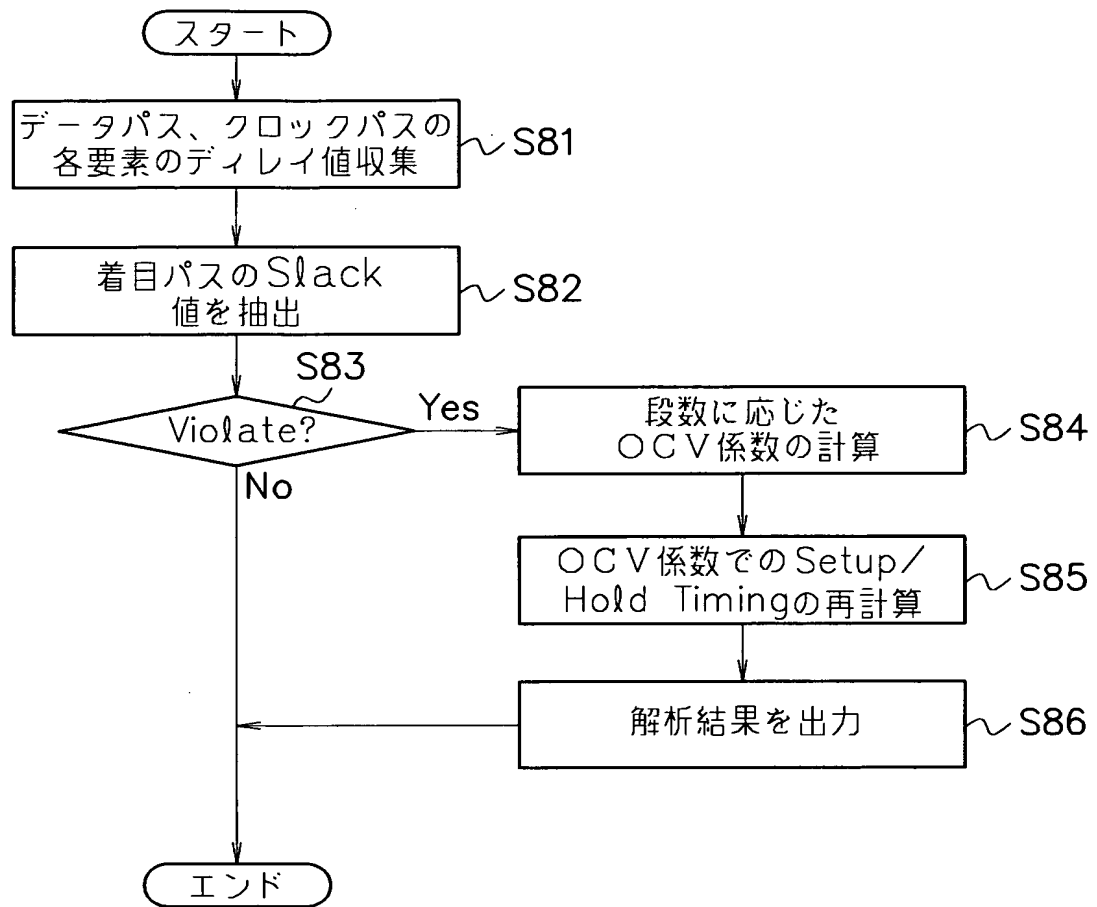 スタート
データパス、クロックパスの
各要素のディレイ値収集
S81
着目パスのSlack
値を抽出
S82
S83
Violate?
Yes
No
段数に応じた
OCV係数の計算
S84
OCV係数でのSetup/
Hold Timingの再計算
S85
解析結果を出力
S86
エンド